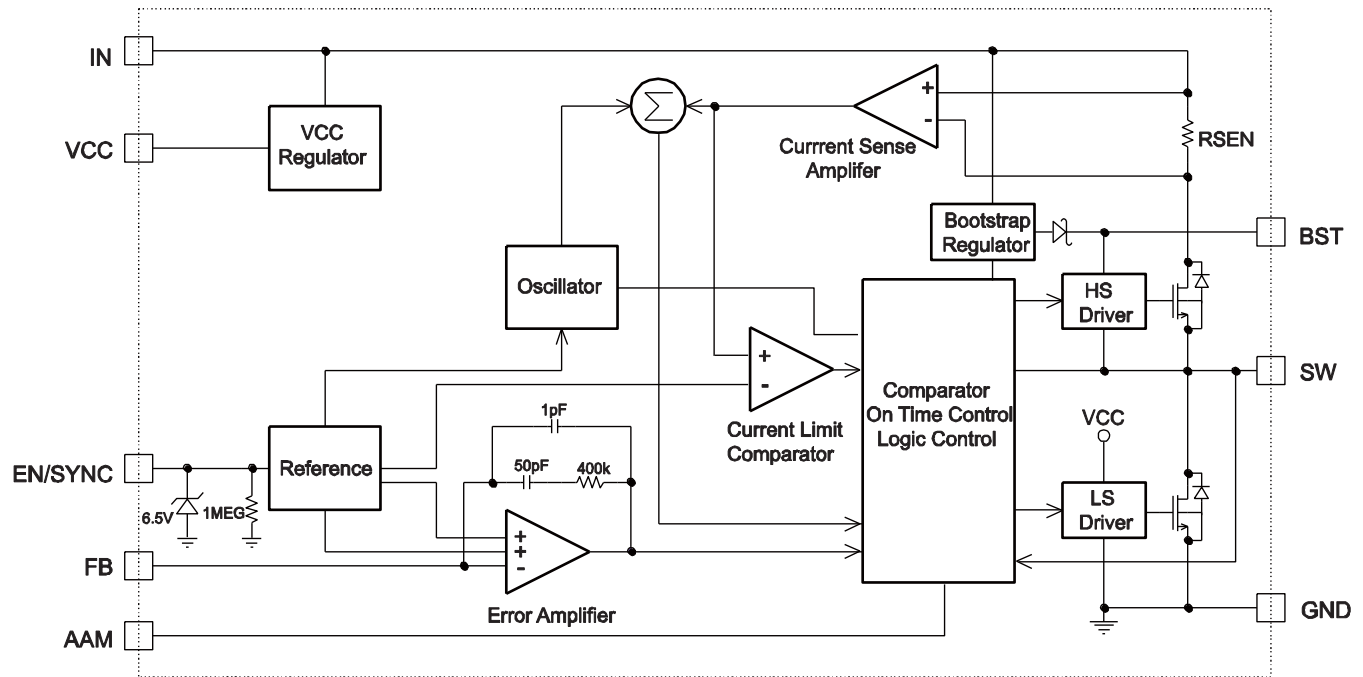 IN
VCC
Regulator
VCC
+
-
Currrent Sense
Amplifer
Σ
RSEN
Bootstrap
Regulator
BST
Oscillator
HS
Driver
+
-
Current Limit
Comparator
Comparator
On Time Control
Logic Control
SW
VCC
1pF
50pF
400k
EN/SYNC
Reference
6.5V
1MEG
LS
Driver
+
+
-
FB
Error Amplifier
GND
AAM